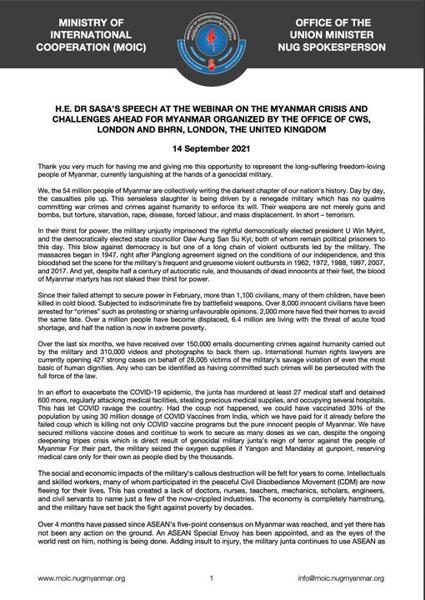 MINISTRY OF
INTERNATIONAL
COOPERATION (MOIC)
OFFICE OF THE
UNION MINISTER
NUG SPOKESPERSON
H.E. DR SASA'S SPEECH AT THE WEBINAR ON THE MYANMAR CRISIS AND
CHALLENGES AHEAD FOR MYANMAR ORGANIZED BY THE OFFICE OF CWS,
LONDON AND BHRN, LONDON, THE UNITED KINGDOM
14 September 2021
Thank you very much for having me and giving me this opportunity to represent the long-suffering freedom-loving
people of Myanmar, currently languishing at the hands of a genocidal military.
We, the 54 million people of Myanmar are collectively writing the darkest chapter of our nation's history. Day by day,
the casualties pile up. This senseless slaughter is being driven by a renegade military which has no qualms
committing war crimes and crimes against humanity to enforce its will. Their weapons are not merely guns and
bombs, but torture, starvation, rape, disease, forced labour, and mass displacement. In short – terrorism.
In their thirst for power, the military unjustly imprisoned the rightful democratically elected president U Win Myint,
and the democratically elected state councilor Daw Aung San Su Kyi; both of whom remain political prisoners to
this day. This blow against democracy is but one of a long chain of violent outbursts led by the military. The
massacres began in 1947, right after Panglong agreement signed on the conditions of our independence, and this
bloodshed set the scene for the military's frequent and gruesome violent outbursts in 1962, 1972, 1988, 1997, 2007,
and 2017. And yet, despite half a century of autocratic rule, and thousands of dead innocents at their feet, the blood
of Myanmar martyrs has not slaked their thirst for power.
Since their failed attempt to secure power in February, more than 1,100 civilians, many of them children, have been
killed in cold blood. Subjected to indiscriminate fire by battlefield weapons. Over 8,000 innocent civilians have been
arrested for "crimes" such as protesting or sharing unfavourable opinions. 2,000 more have fled their homes to avoid
the same fate. Over a million people have become displaced, 6.4 million are living with the threat of acute food
shortage, and half the nation is now in extreme poverty.
Over the last six months, we have received over 150,000 emails documenting crimes against humanity carried out
by the military and 310,000 videos and photographs to back them up. International human rights lawyers are
currently opening 427 strong cases on behalf of 28,005 victims of the military's savage violation of even the most
basic of human dignities. Any who can be identified as having committed such crimes will be persecuted with the
full force of the law.
In an effort to exacerbate the COVID-19 epidemic, the junta has murdered at least 27 medical staff and detained
600 more, regularly attacking medical facilities, stealing precious medical supplies, and occupying several hospitals.
This has let COVID ravage the country. Had the coup not happened, we could have vaccinated 30% of the
population by using 30 million dosage of COVID Vaccines from India, which we have paid for it already before the
failed coup which is killing not only COVID vaccine programs but the pure innocent people of Myanmar. We have
secured millions vaccine doses and continue to work to secure as many doses as we can, despite the ongoing
deepening tripes crisis which is direct result of genocidal military junta's reign of terror against the people of
Myanmar For their part, the military seized the oxygen supplies if Yangon and Mandalay at gunpoint, reserving
medical care only for their own as people died by the thousands.
The social and economic impacts of the military's callous destruction will be felt for years to come. Intellectuals
and skilled workers, many of whom participated in the peaceful Civil Disobedience Movement (CDM) are now
fleeing for their lives. This has created a lack of doctors, nurses, teachers, mechanics, scholars, engineers,
and civil servants to name just a few of the now-crippled industries. The economy is completely hamstrung,
and the military have set back the fight against poverty by decades.
Over 4 months have passed since ASEAN's five-point consensus on Myanmar was reached, and yet there has
not been any action on the ground. An ASEAN Special Envoy has been appointed, and as the eyes of the
world rest on him, nothing is being done. Adding insult to injury, the military junta continues to use ASEAN as
www.moic.nugmyanmar.org
1
info@moic.nugmyanmar.org